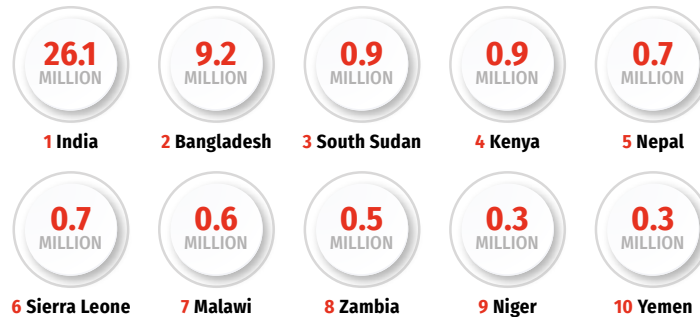 26.1 9.2 0.9 0.9 0.7
MILLION MILLION MILLION MILLION MILLION
1 India 2 Bangladesh 3 South Sudan 4 Kenya 5 Nepal
0.7 0.6 0.5 0.3 0.3
MILLION MILLION MILLION MILLION MILLION
6 Sierra Leone 7 Malawi 8 Zambia 9 Niger 10 Yemen